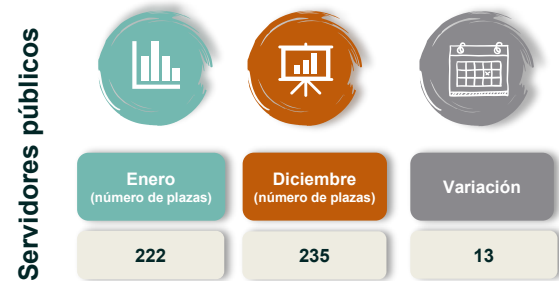 Servidores públicos
Enero
(número de plazas)
Diciembre
(número de plazas)
Variación
222
235
13